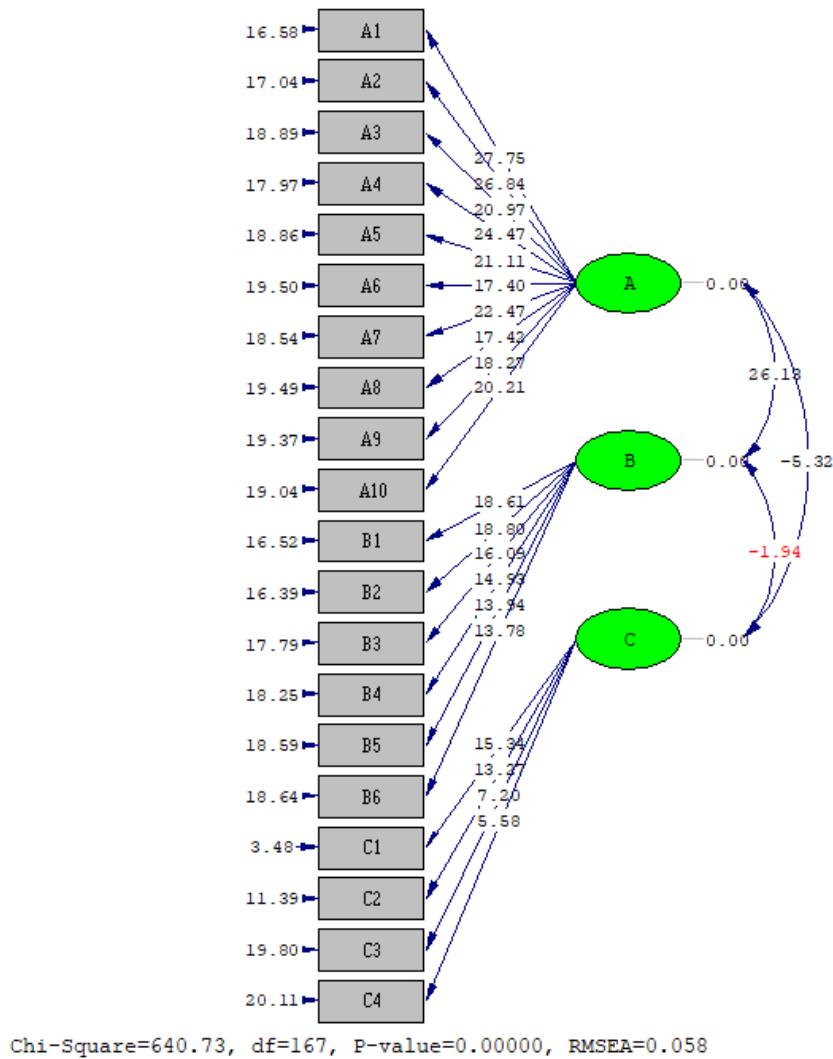 16.58 A1
17.04 A2
18.89 A3
17.97 A4
18.86 A5
19.50 A6
18.54 A7
19.49 A8
19.37 A9
19.04 A10
16.52 B1
16.39 B2
17.79 B3
18.25 B4
18.59 B5
18.64 B6
3.48 C1
11.39 C2
19.80 C3
20.11 C4
27.75
26.84
20.97
24.47
21.11
17.40
22.47
17.42
18.27
20.21
18.61
18.80
16.09
14.93
13.94
13.78
15.34
13.27
7.20
5.58
A 0.00
B 0.00
C 0.00
26.18
-5.32
-1.94
Chi-Square=640.73, df=167, P-value=0.00000, RMSEA=0.058